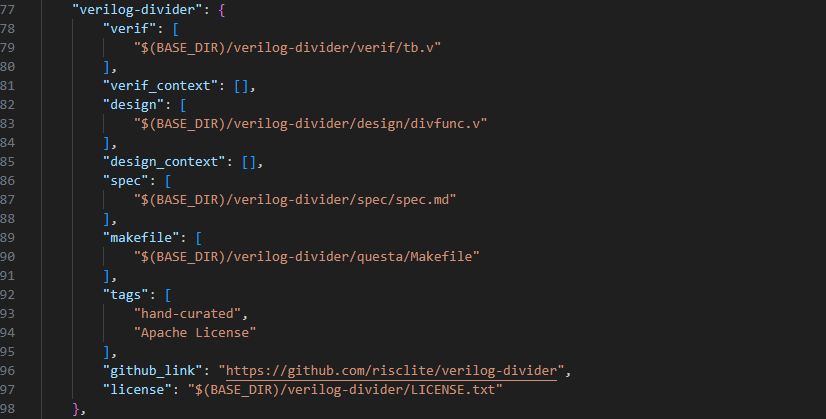 77 "verilog-divider": {
78 "verif": [
79 "$(BASE_DIR)/verilog-divider/verif/tb.v"
80 ],
81 "verif_context": [],
82 "design": [
83 "$(BASE_DIR)/verilog-divider/design/divfunc.v"
84 ],
85 "design_context": [],
86 "spec": [
87 "$(BASE_DIR)/verilog-divider/spec/spec.md"
88 ],
89 "makefile": [
90 "$(BASE_DIR)/verilog-divider/questa/Makefile"
91 ],
92 "tags": [
93 "hand-curated",
94 "Apache License"
95 ],
96 "github_link": "https://github.com/risclite/verilog-divider",
97 "license": "$(BASE_DIR)/verilog-divider/LICENSE.txt"
98 },